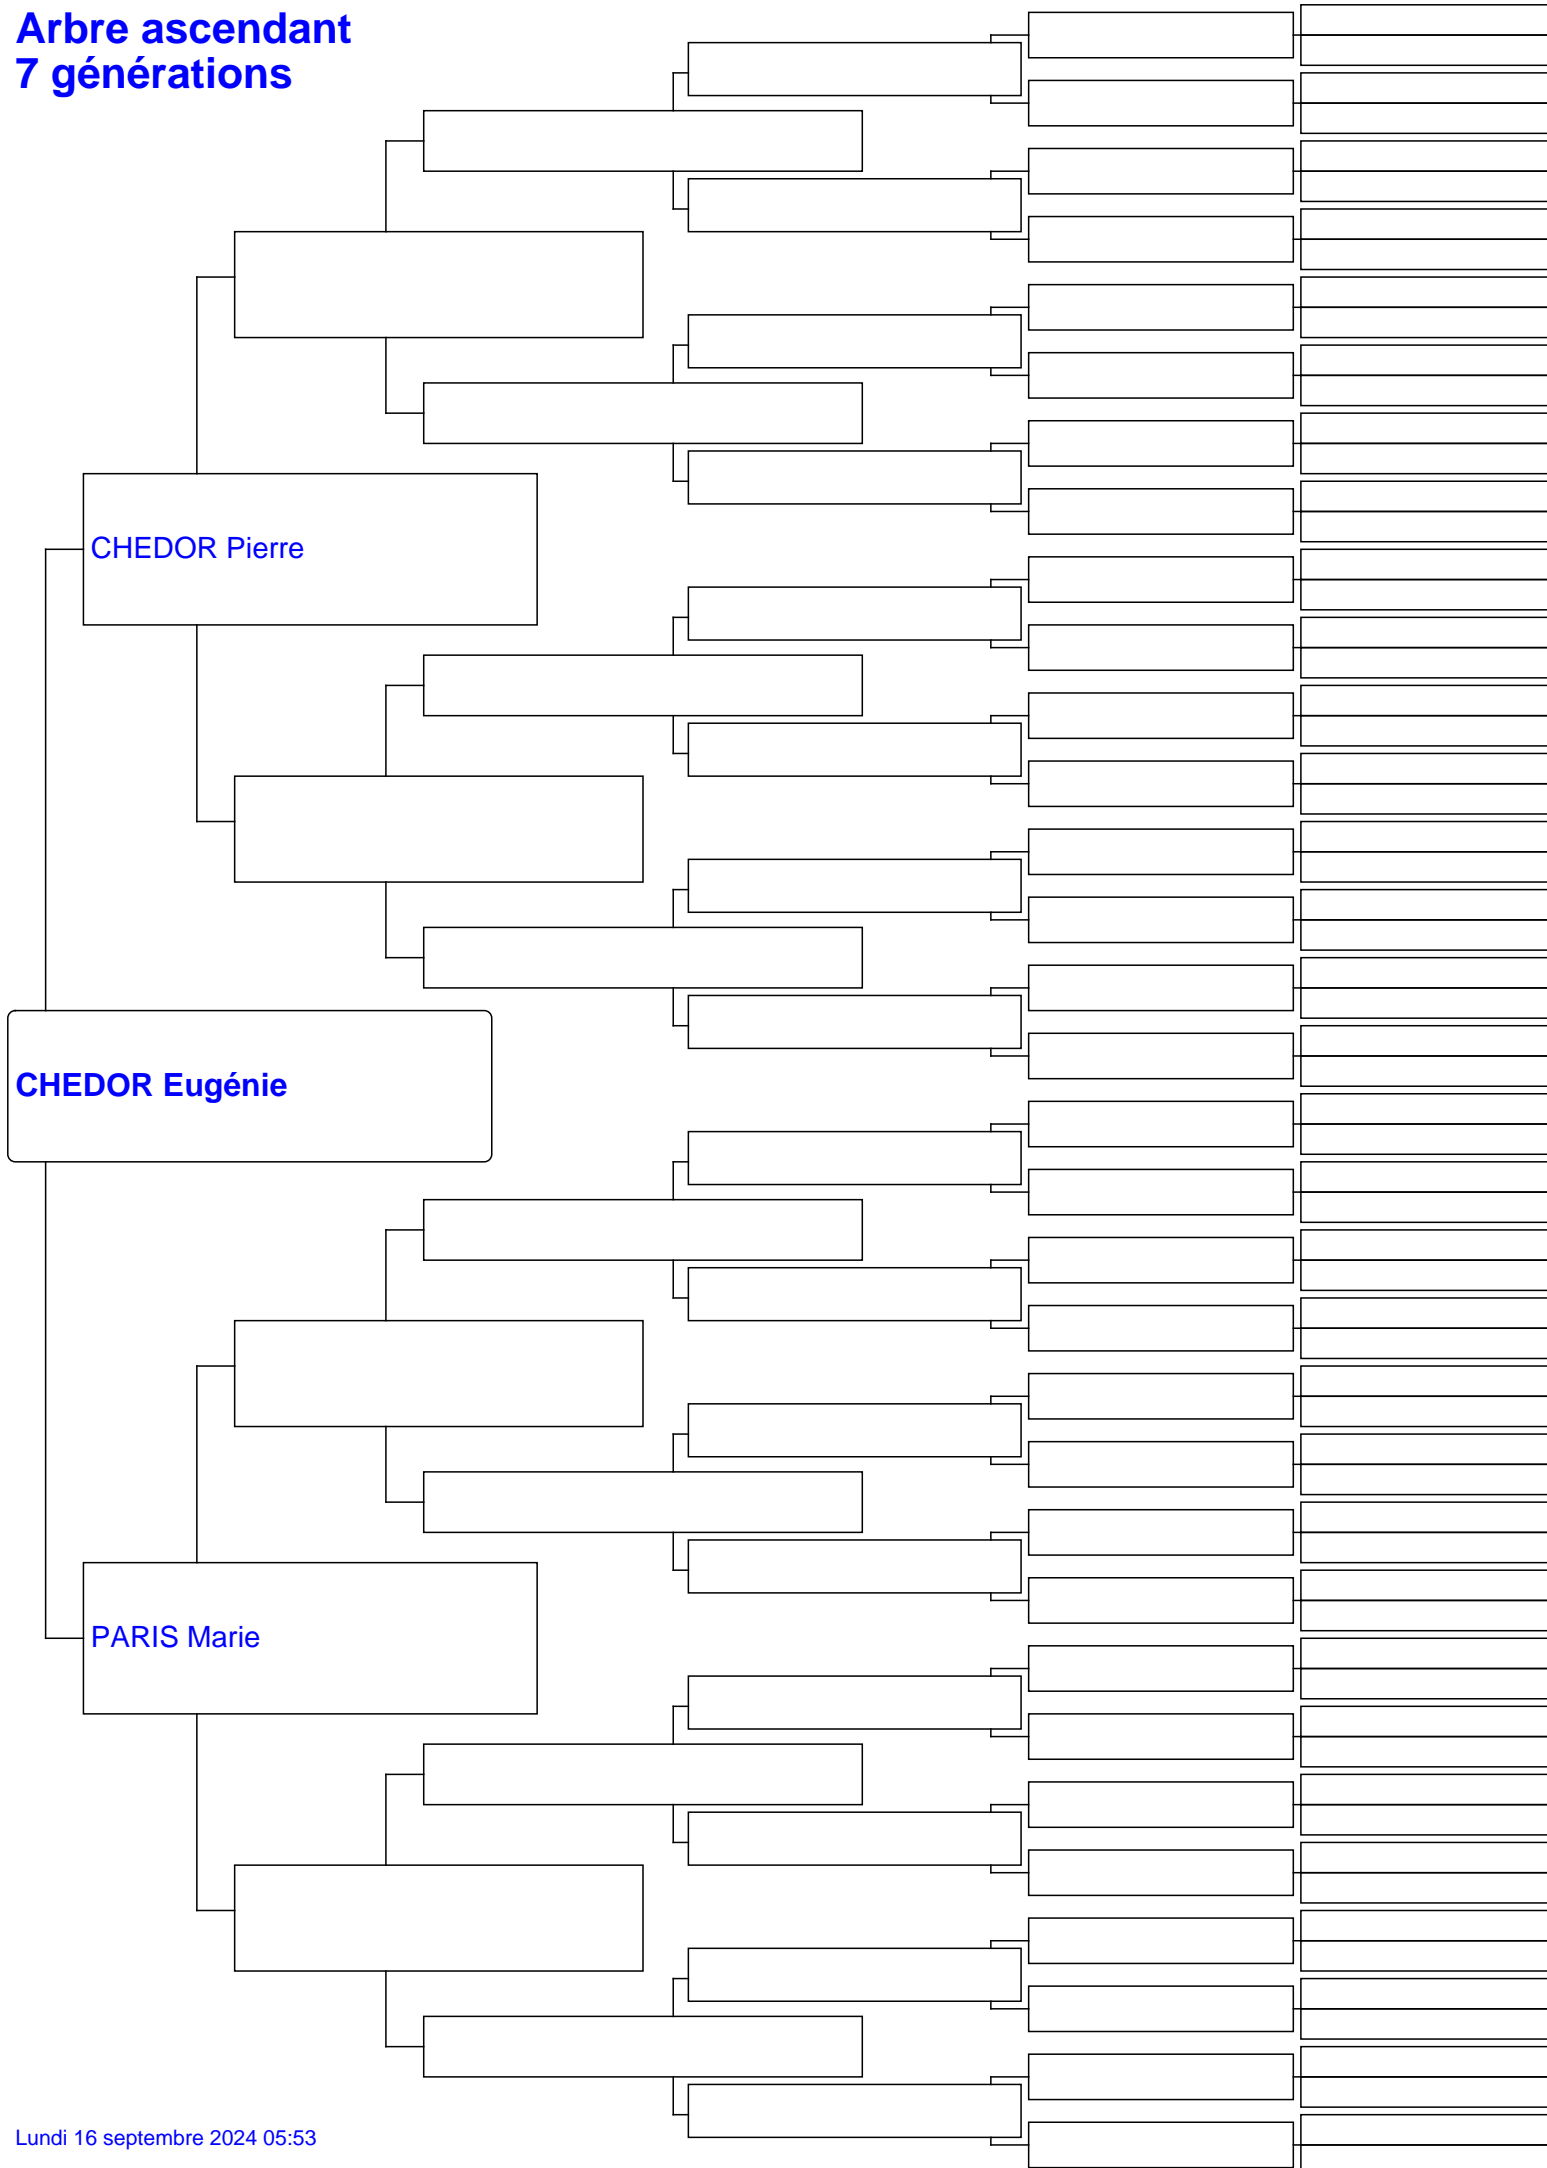 Arbre ascendant
7 générations
CHEDOR Pierre
CHEDOR Eugénie
PARIS Marie
Lundi 16 septembre 2024 05:53